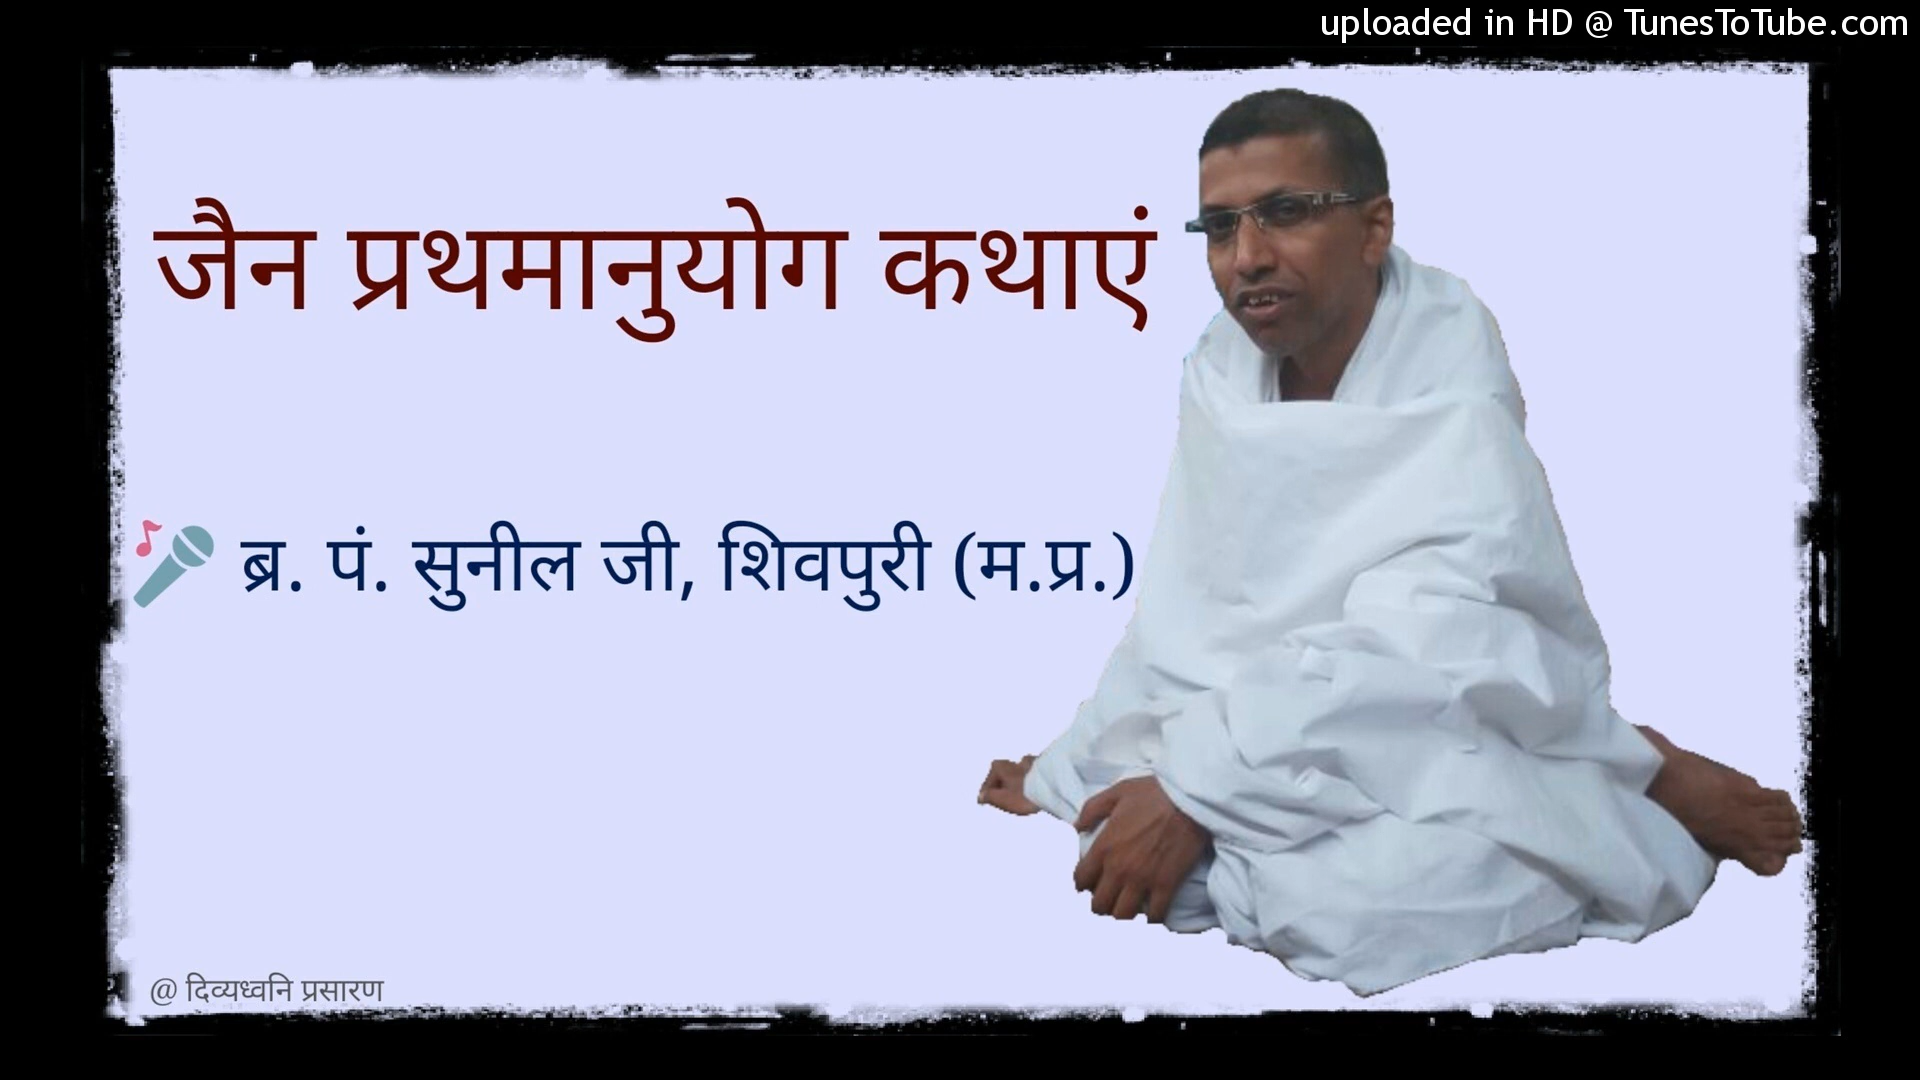 uploaded in HD @ TunesToTube.com
जैन प्रथमानुयोग कथाएं
ब्र. पं. सुनील जी, शिवपुरी (म.प्र.)
@ दिव्यध्वनि प्रसारण